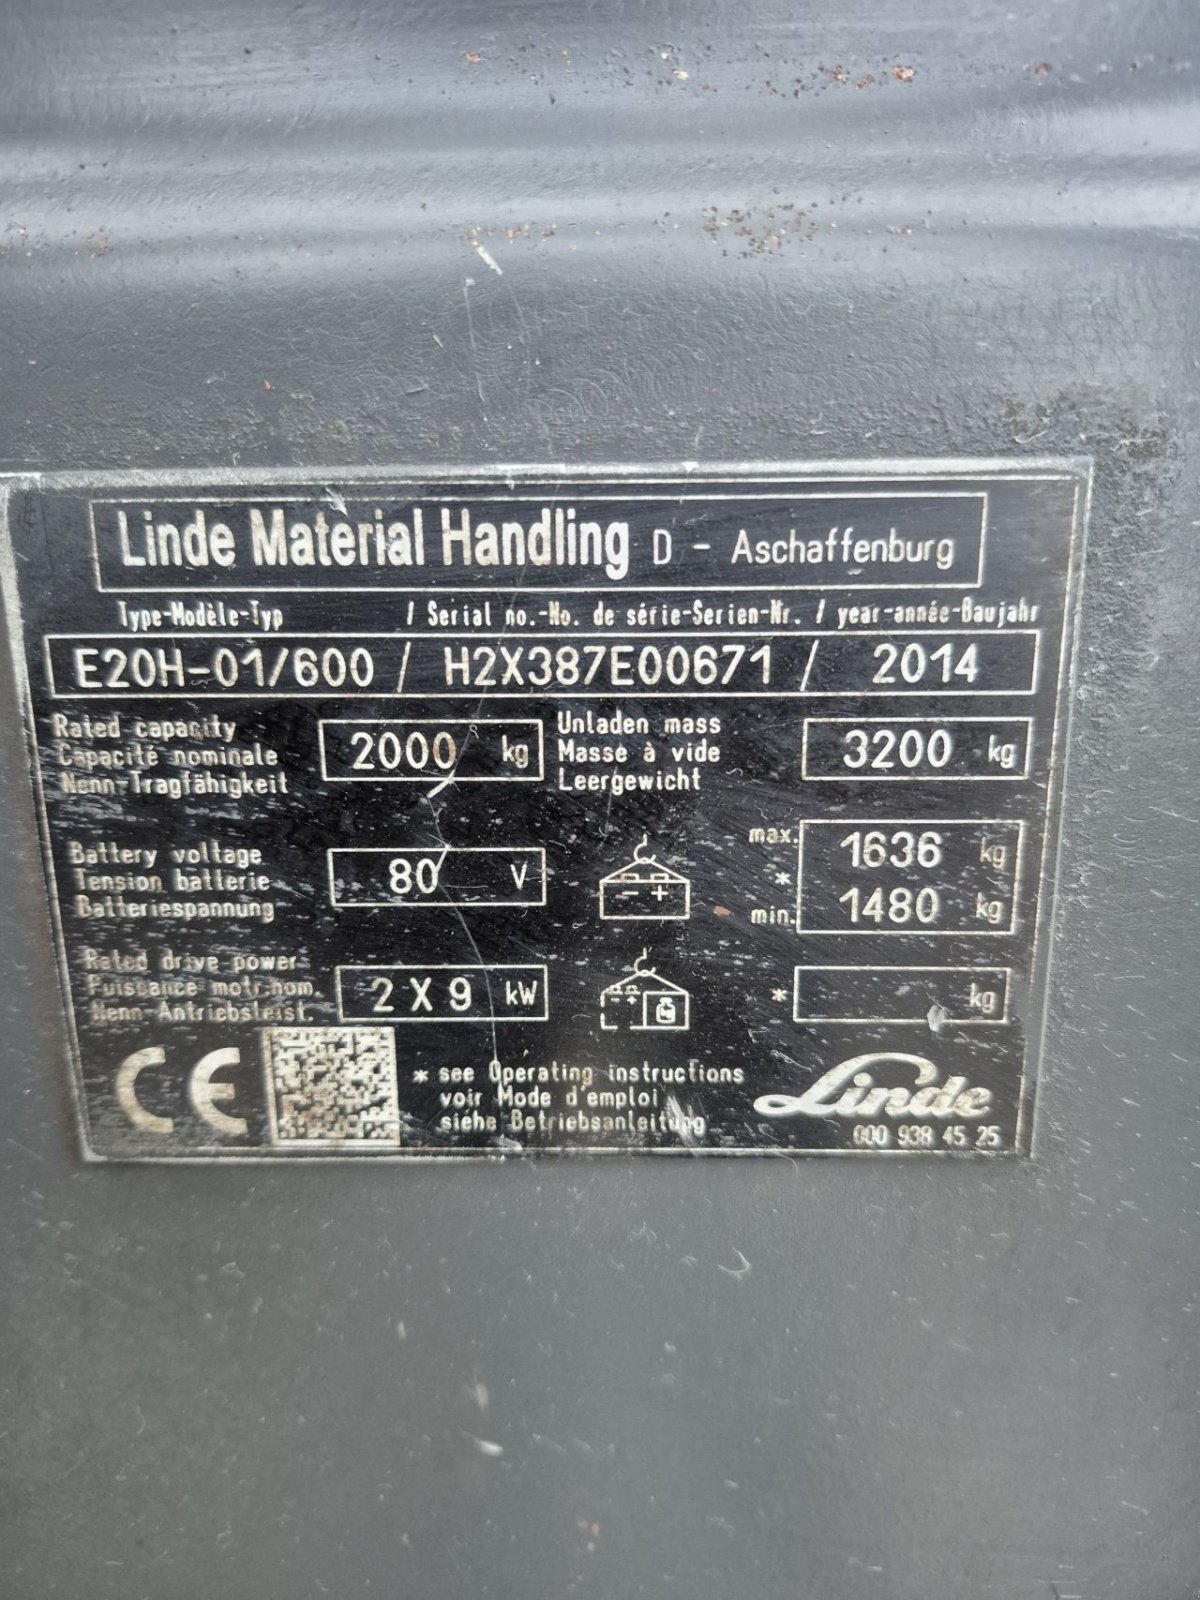 Linde Material Handling D - Aschaffenburg
Type-Modèle-Typ / Serial no.-No. de série-Serien-Nr. / year-année-Baujahr
E20H-01/600 / H2X387E00671 / 2014
Rated capacity
Capacité nominale
Nenn-Tragfähigkeit
2000 kg
Unladen mass
Masse à vide
Leergewicht
3200 kg
Battery voltage
Tension batterie
Batteriespannung
80 V
max. 1636 kg
*
min. 1480 kg
Rated drive power
Puissance motr.nom.
Nenn-Antriebsleist.
2 X 9 kW
* kg
CE
* see Operating instructions
voir Mode d'emploi
siehe Betriebsanleitung
Linde
000 938 45 25